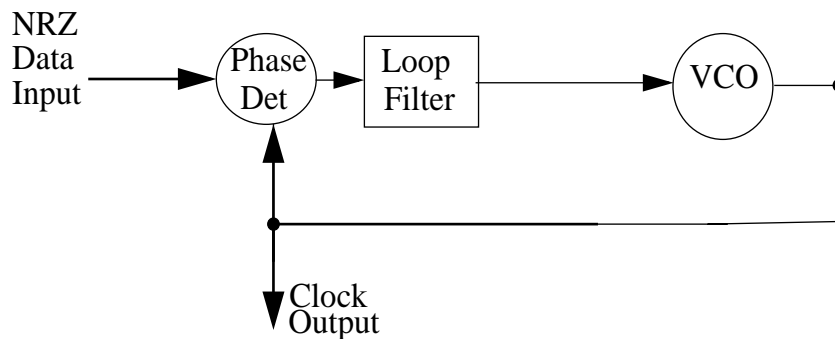 NRZ
Data
Input
Phase
Det
Loop
Filter
VCO
Clock
Output